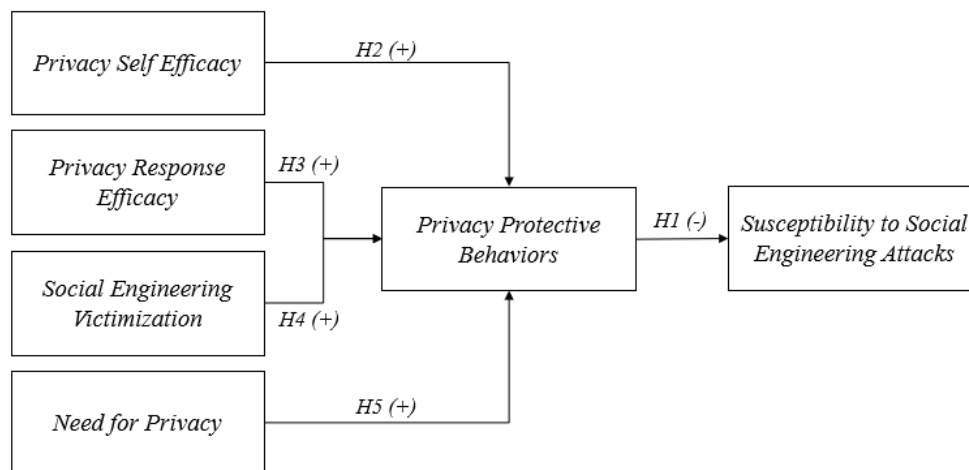 Privacy Self Efficacy
H2 (+)
Privacy Response
Efficacy
H3 (+)
Privacy Protective
Behaviors
H1 (-)
Susceptibility to Social
Engineering Attacks
Social Engineering
Victimization
H4 (+)
Need for Privacy
H5 (+)